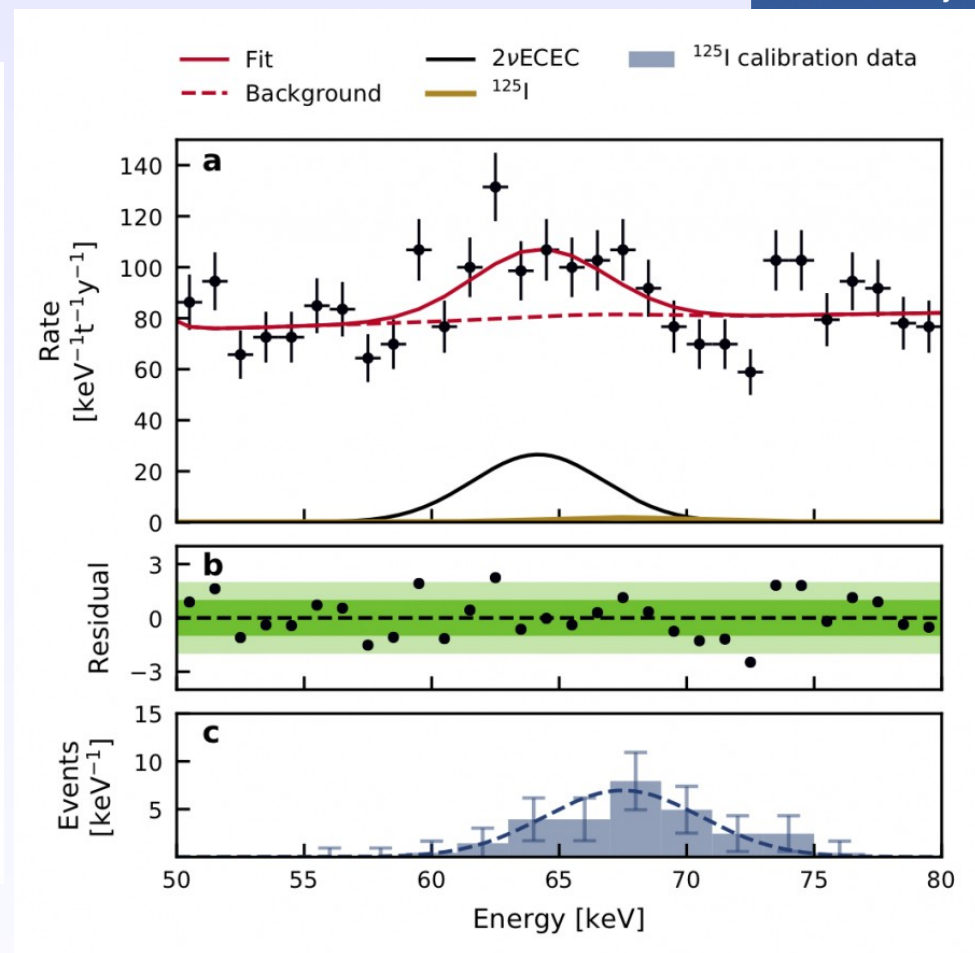 Fit
2νECEC
¹²⁵I calibration data
Background
¹²⁵I
a
140
120
100
80
60
40
20
0
Rate
[keV⁻¹t⁻¹y⁻¹]
b
3
0
−3
Residual
c
15
10
5
Events
[keV⁻¹]
50 55 60 65 70 75 80
Energy [keV]